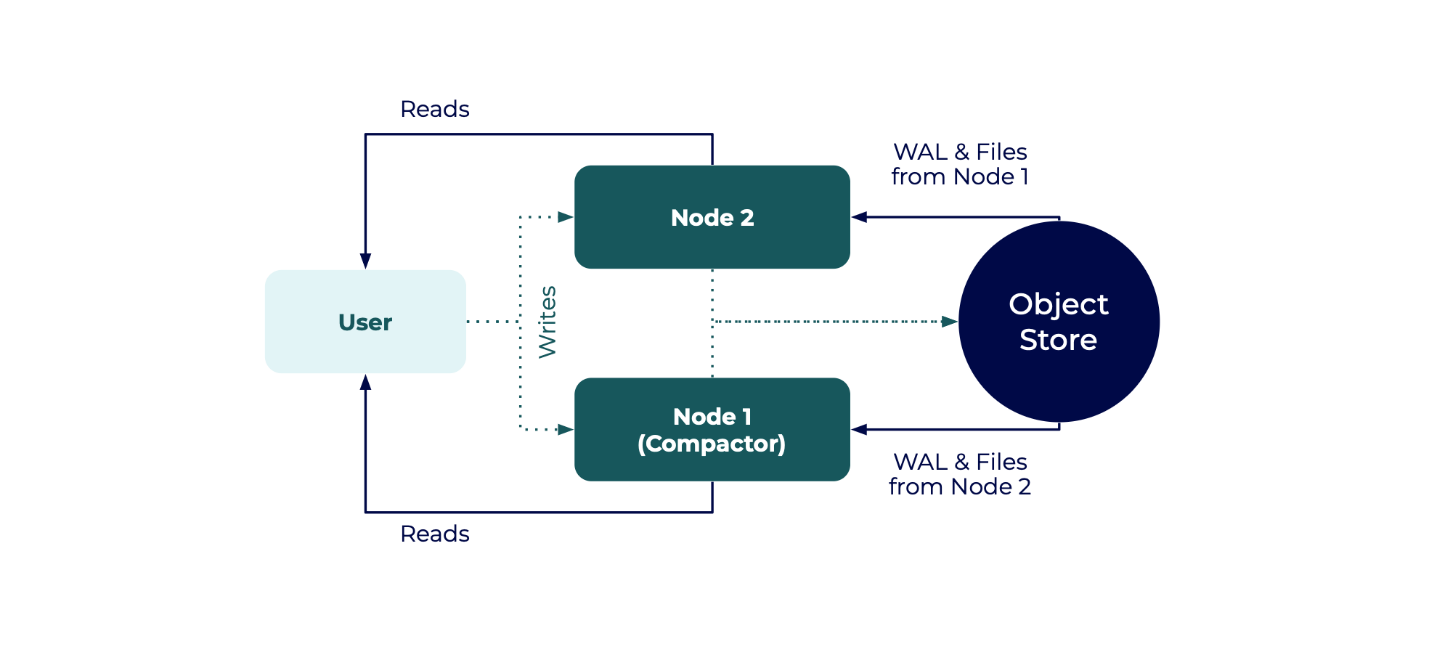 Reads
WAL & Files
from Node 1
Node 2
Object
Store
User
Writes
Node 1
(Compactor)
WAL & Files
from Node 2
Reads